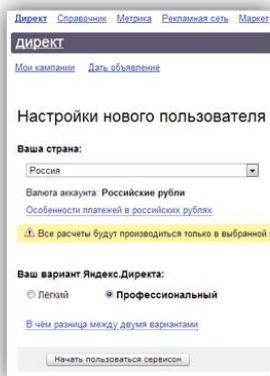 Директ Справочник Метрика Рекламная сеть Маркет
директ
Мои кампании Дать объявление
Настройки нового пользователя
Ваша страна:
Россия
Валюта аккаунта: Российские рубли
Особенности платежей в российских рублях
Все расчеты будут производиться только в выбранной
Ваш вариант Яндекс.Директа:
Лёгкий Профессиональный
В чём разница между двумя вариантами
Начать пользоваться сервисом